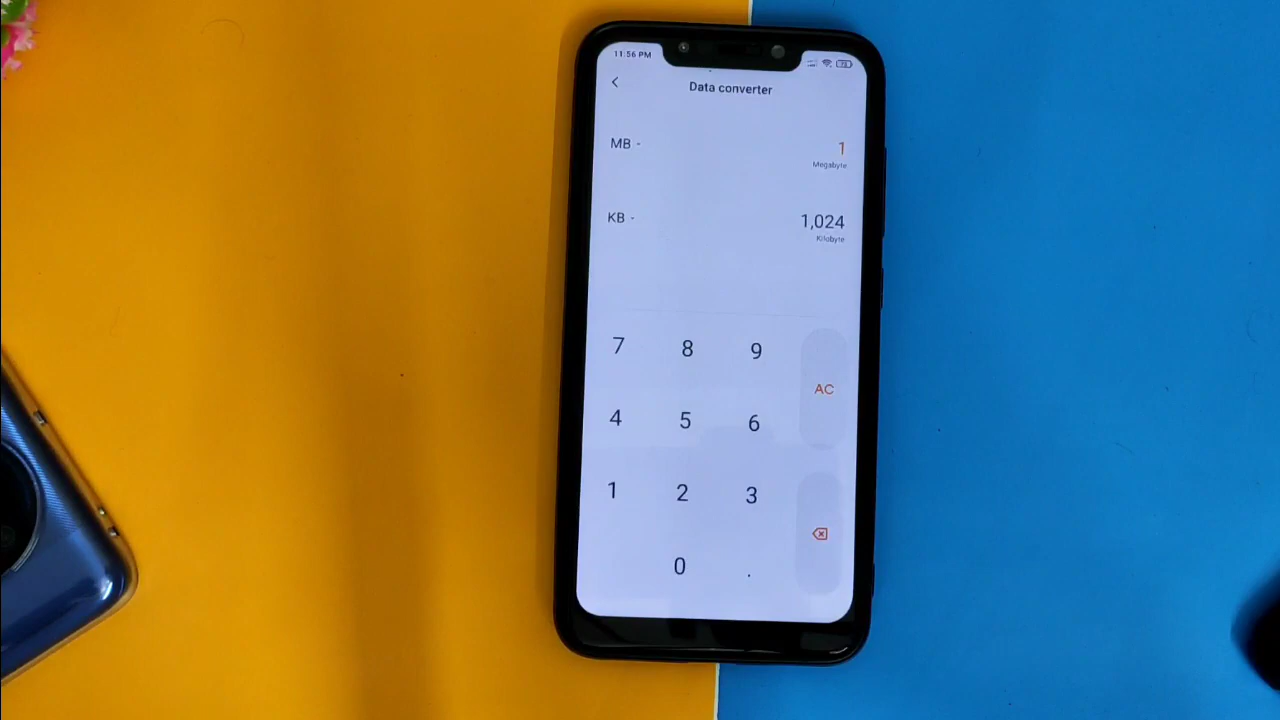 11:56 PM
Data converter
MB
1
Megabyte
KB
1,024
Kilobyte
7 8 9
AC
4 5 6
1 2 3
0 .